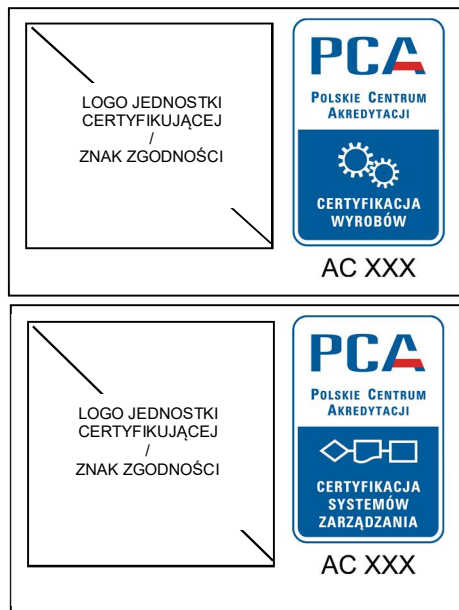 LOGO JEDNOSTKI
CERTYFIKUJĄCEJ
/
ZNAK ZGODNOŚCI
PCA
POLSKIE CENTRUM
AKREDYTACJI
CERTYFIKACJA
WYROBÓW
AC XXX
LOGO JEDNOSTKI
CERTYFIKUJĄCEJ
/
ZNAK ZGODNOŚCI
PCA
POLSKIE CENTRUM
AKREDYTACJI
CERTYFIKACJA
SYSTEMÓW
ZARZĄDZANIA
AC XXX